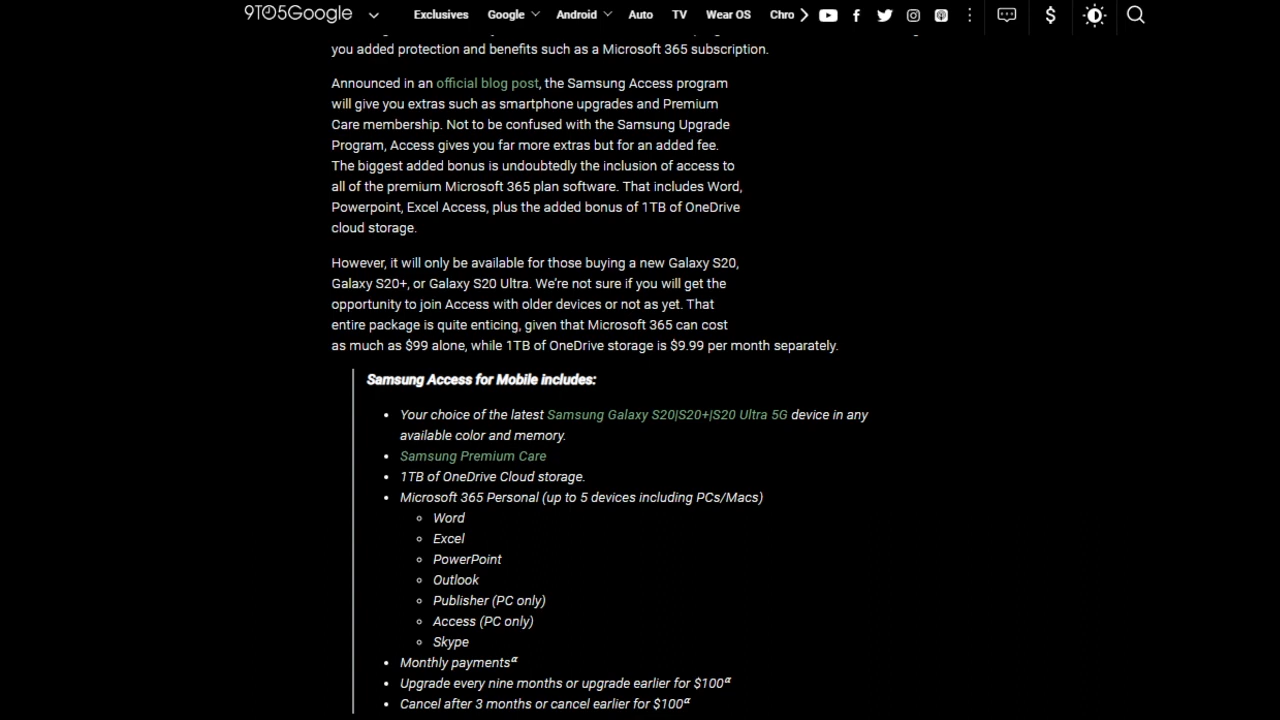 9TO5Google Exclusives Google Android Auto TV Wear OS Chro
you added protection and benefits such as a Microsoft 365 subscription.
Announced in an official blog post, the Samsung Access program
will give you extras such as smartphone upgrades and Premium
Care membership. Not to be confused with the Samsung Upgrade
Program, Access gives you far more extras but for an added fee.
The biggest added bonus is undoubtedly the inclusion of access to
all of the premium Microsoft 365 plan software. That includes Word,
Powerpoint, Excel Access, plus the added bonus of 1TB of OneDrive
cloud storage.
However, it will only be available for those buying a new Galaxy S20,
Galaxy S20+, or Galaxy S20 Ultra. We're not sure if you will get the
opportunity to join Access with older devices or not as yet. That
entire package is quite enticing, given that Microsoft 365 can cost
as much as $99 alone, while 1TB of OneDrive storage is $9.99 per month separately.
Samsung Access for Mobile includes:
• Your choice of the latest Samsung Galaxy S20|S20+|S20 Ultra 5G device in any
available color and memory.
• Samsung Premium Care
• 1TB of OneDrive Cloud storage.
• Microsoft 365 Personal (up to 5 devices including PCs/Macs)
◦ Word
◦ Excel
◦ PowerPoint
◦ Outlook
◦ Publisher (PC only)
◦ Access (PC only)
◦ Skype
• Monthly paymentsα
• Upgrade every nine months or upgrade earlier for $100α
• Cancel after 3 months or cancel earlier for $100α